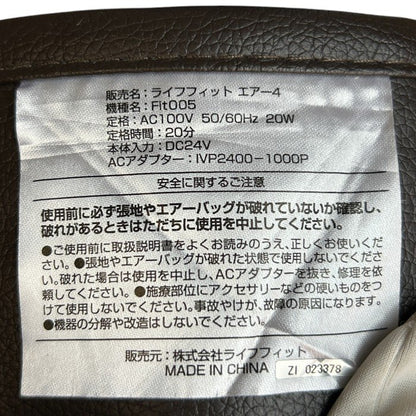 販売名：ライフフィット エアー4
機種名：Fit005
定格：AC100V 50/60Hz 20W
定格時間：20分
本体入力：DC24V
ACアダプター：IVP2400-1000P
安全に関するご注意
使用前に必ず張地やエアーバッグが破れていないか確認し、
破れがあるときはただちに使用を中止してください。
●ご使用前に取扱説明書をよくお読みのうえ、正しくお使いくだ
さい。●張地やエアーバッグが破れた状態で使用しないでくださ
い。破れた場合は使用を中止し、ACアダプターを抜き、修理を依
頼してください。●施療部位にアクセサリーなどの硬いものをつ
けて使用しないでください。事故やけが、故障の原因になります。
●機器の分解や改造はしないでください。
販売元：株式会社ライフフィット
MADE IN CHINA ZI 023378